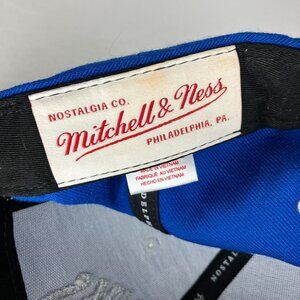 NOSTALGIA CO.
Mitchell & Ness
PHILADELPHIA, PA.
MADE IN VIETNAM
FABRIQUÉ AU VIETNAM
HECHO EN VIETNAM